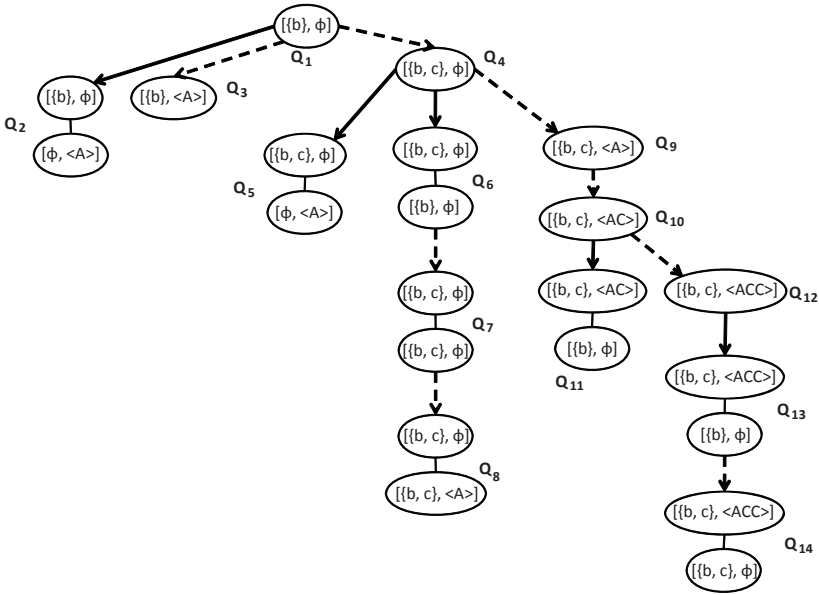 [{b}, ϕ]
Q1
[{b, c}, ϕ]
Q4
[{b}, ϕ]
[{b}, <A>]
Q3
Q2
[ϕ, <A>]
[{b, c}, ϕ]
Q5
[ϕ, <A>]
[{b, c}, ϕ]
Q6
[{b}, ϕ]
[{b, c}, <A>]
Q9
[{b, c}, <AC>]
Q10
[{b, c}, ϕ]
Q7
[{b, c}, ϕ]
[{b, c}, <AC>]
[{b}, ϕ]
Q11
[{b, c}, <ACC>]
Q12
[{b, c}, <ACC>]
Q13
[{b}, ϕ]
[{b, c}, ϕ]
Q8
[{b, c}, <A>]
[{b, c}, <ACC>]
Q14
[{b, c}, ϕ]